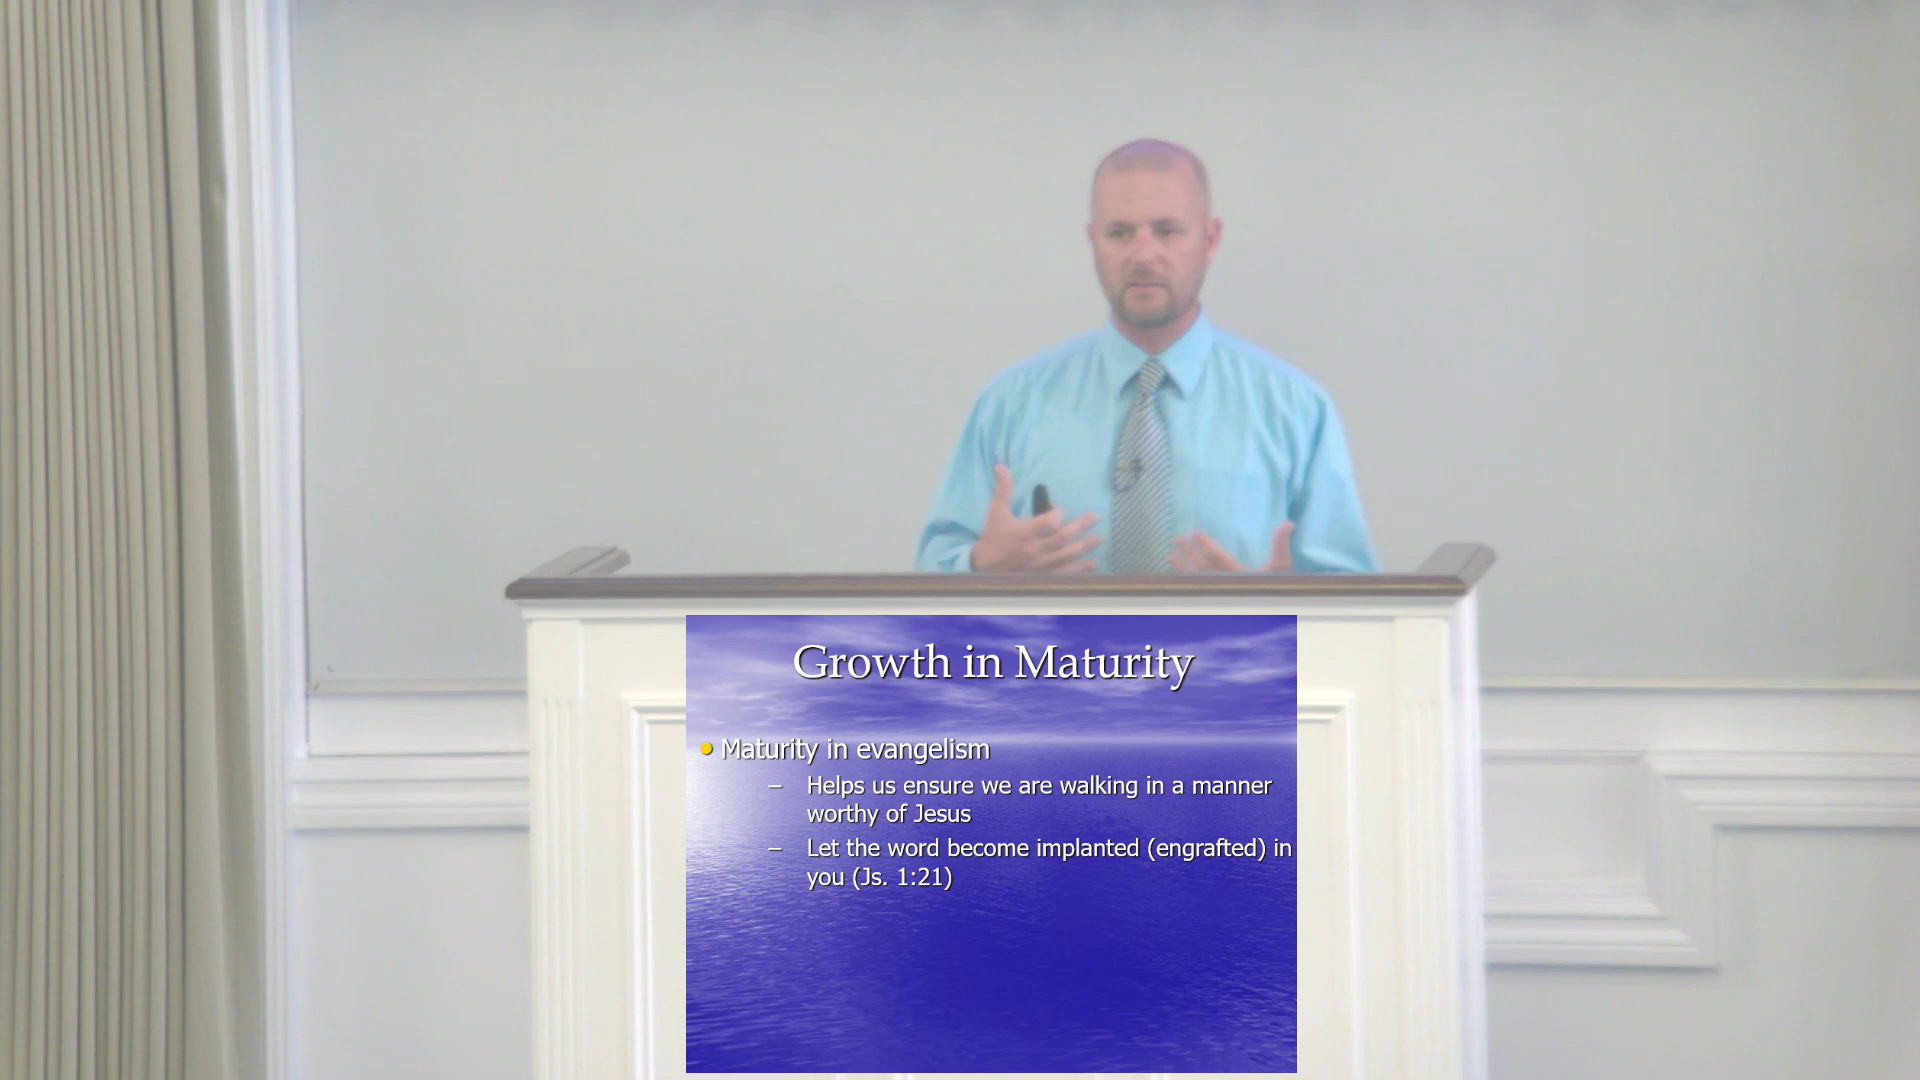 Growth in Maturity
• Maturity in evangelism
– Helps us ensure we are walking in a manner
worthy of Jesus
– Let the word become implanted (engrafted) in
you (Js. 1:21)